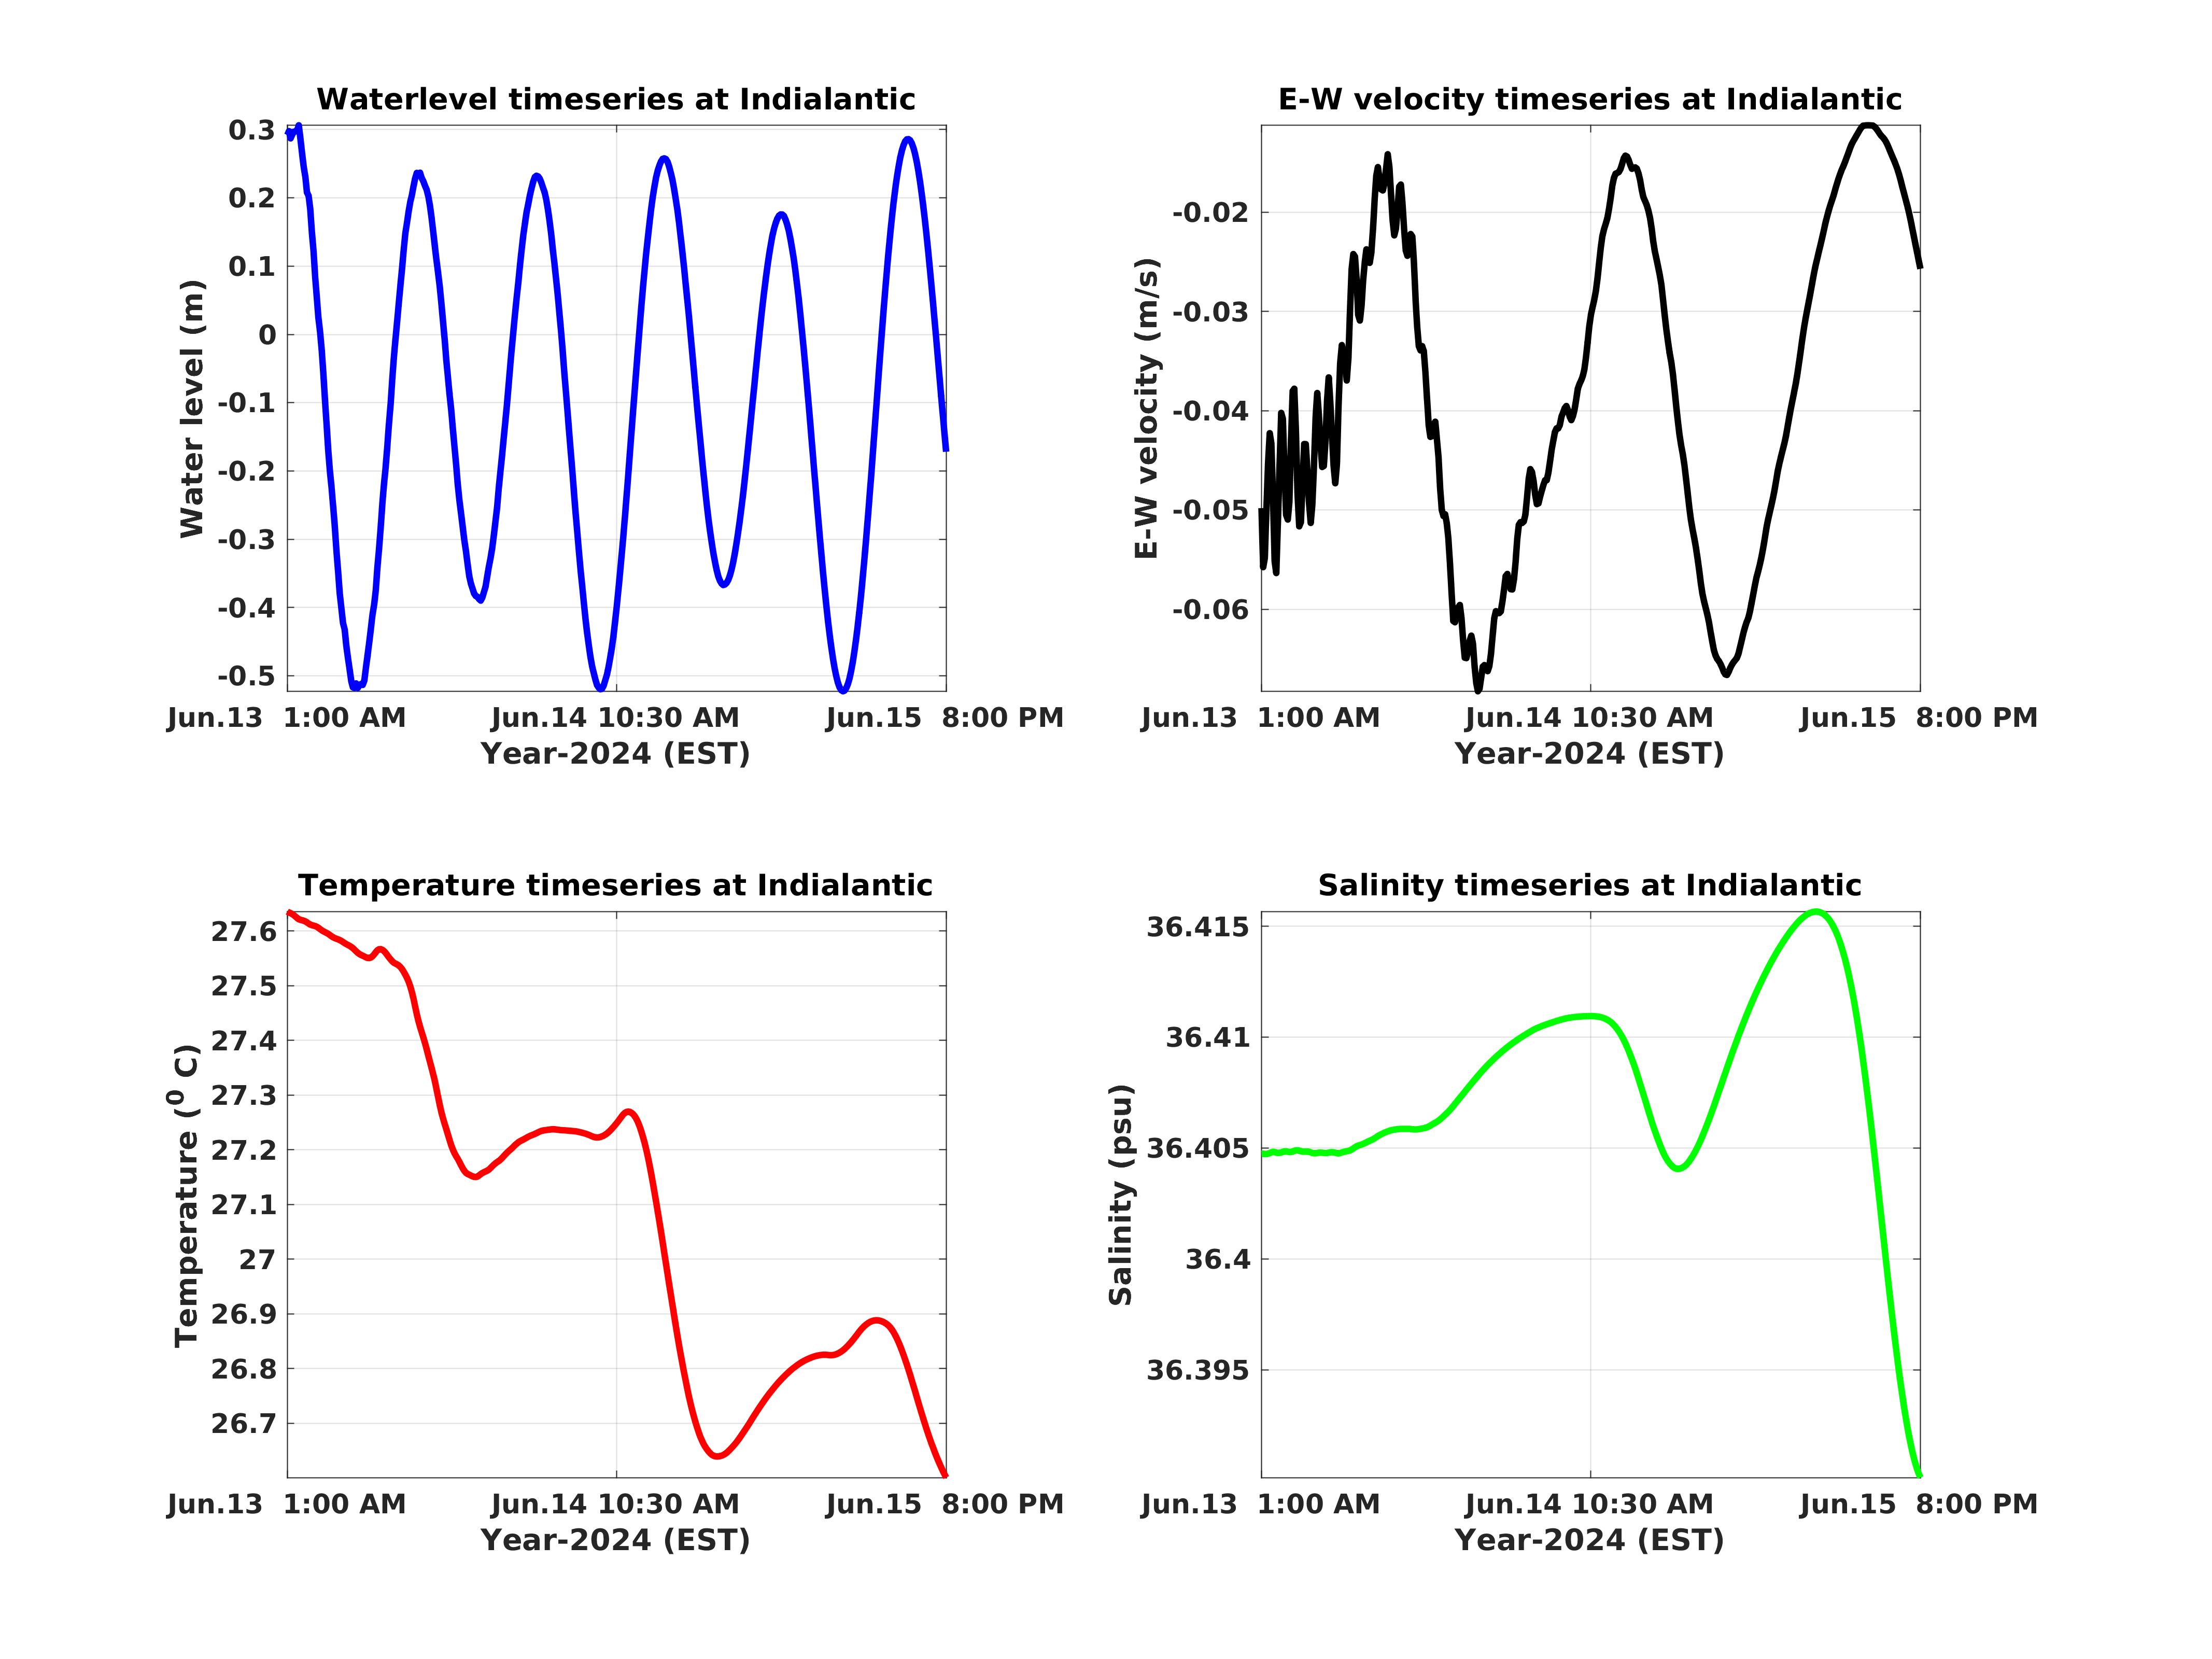 Waterlevel timeseries at Indialantic
0.3
0.2
0.1
0
-0.1
-0.2
-0.3
-0.4
-0.5
Water level (m)
Jun.13 1:00 AM Jun.14 10:30 AM Jun.15 8:00 PM
Year-2024 (EST)
E-W velocity timeseries at Indialantic
-0.02
-0.03
-0.04
-0.05
-0.06
E-W velocity (m/s)
Jun.13 1:00 AM Jun.14 10:30 AM Jun.15 8:00 PM
Year-2024 (EST)
Temperature timeseries at Indialantic
27.6
27.5
27.4
27.3
27.2
27.1
27
26.9
26.8
26.7
Temperature (⁰ C)
Jun.13 1:00 AM Jun.14 10:30 AM Jun.15 8:00 PM
Year-2024 (EST)
Salinity timeseries at Indialantic
36.415
36.41
36.405
36.4
36.395
Salinity (psu)
Jun.13 1:00 AM Jun.14 10:30 AM Jun.15 8:00 PM
Year-2024 (EST)